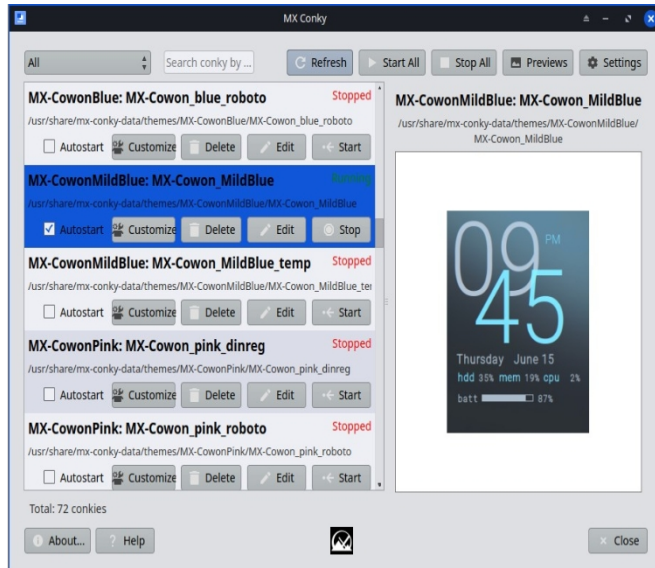 MX Conky
All
Search conky by ...
Refresh
Start All
Stop All
Previews
Settings
MX-CowonBlue: MX-Cowon_blue_roboto
Stopped
/usr/share/mx-conky-data/themes/MX-CowonBlue/MX-Cowon_blue_roboto
Autostart
Customize
Delete
Edit
Start
MX-CowonMildBlue: MX-Cowon_MildBlue
Running
/usr/share/mx-conky-data/themes/MX-CowonMildBlue/MX-Cowon_MildBlue
Autostart
Customize
Delete
Edit
Stop
MX-CowonMildBlue: MX-Cowon_MildBlue_temp
Stopped
/usr/share/mx-conky-data/themes/MX-CowonMildBlue/MX-Cowon_MildBlue_ter
Autostart
Customize
Delete
Edit
Start
MX-CowonPink: MX-Cowon_pink_dinreg
Stopped
/usr/share/mx-conky-data/themes/MX-CowonPink/MX-Cowon_pink_dinreg
Autostart
Customize
Delete
Edit
Start
MX-CowonPink: MX-Cowon_pink_roboto
Stopped
/usr/share/mx-conky-data/themes/MX-CowonPink/MX-Cowon_pink_roboto
Autostart
Customize
Delete
Edit
Start
Total: 72 conkies
About...
Help
Close
MX-CowonMildBlue: MX-Cowon_MildBlue
/usr/share/mx-conky-data/themes/MX-CowonMildBlue/
MX-Cowon_MildBlue
09 PM
45
Thursday June 15
hdd 35% mem 19% cpu 2%
batt 87%